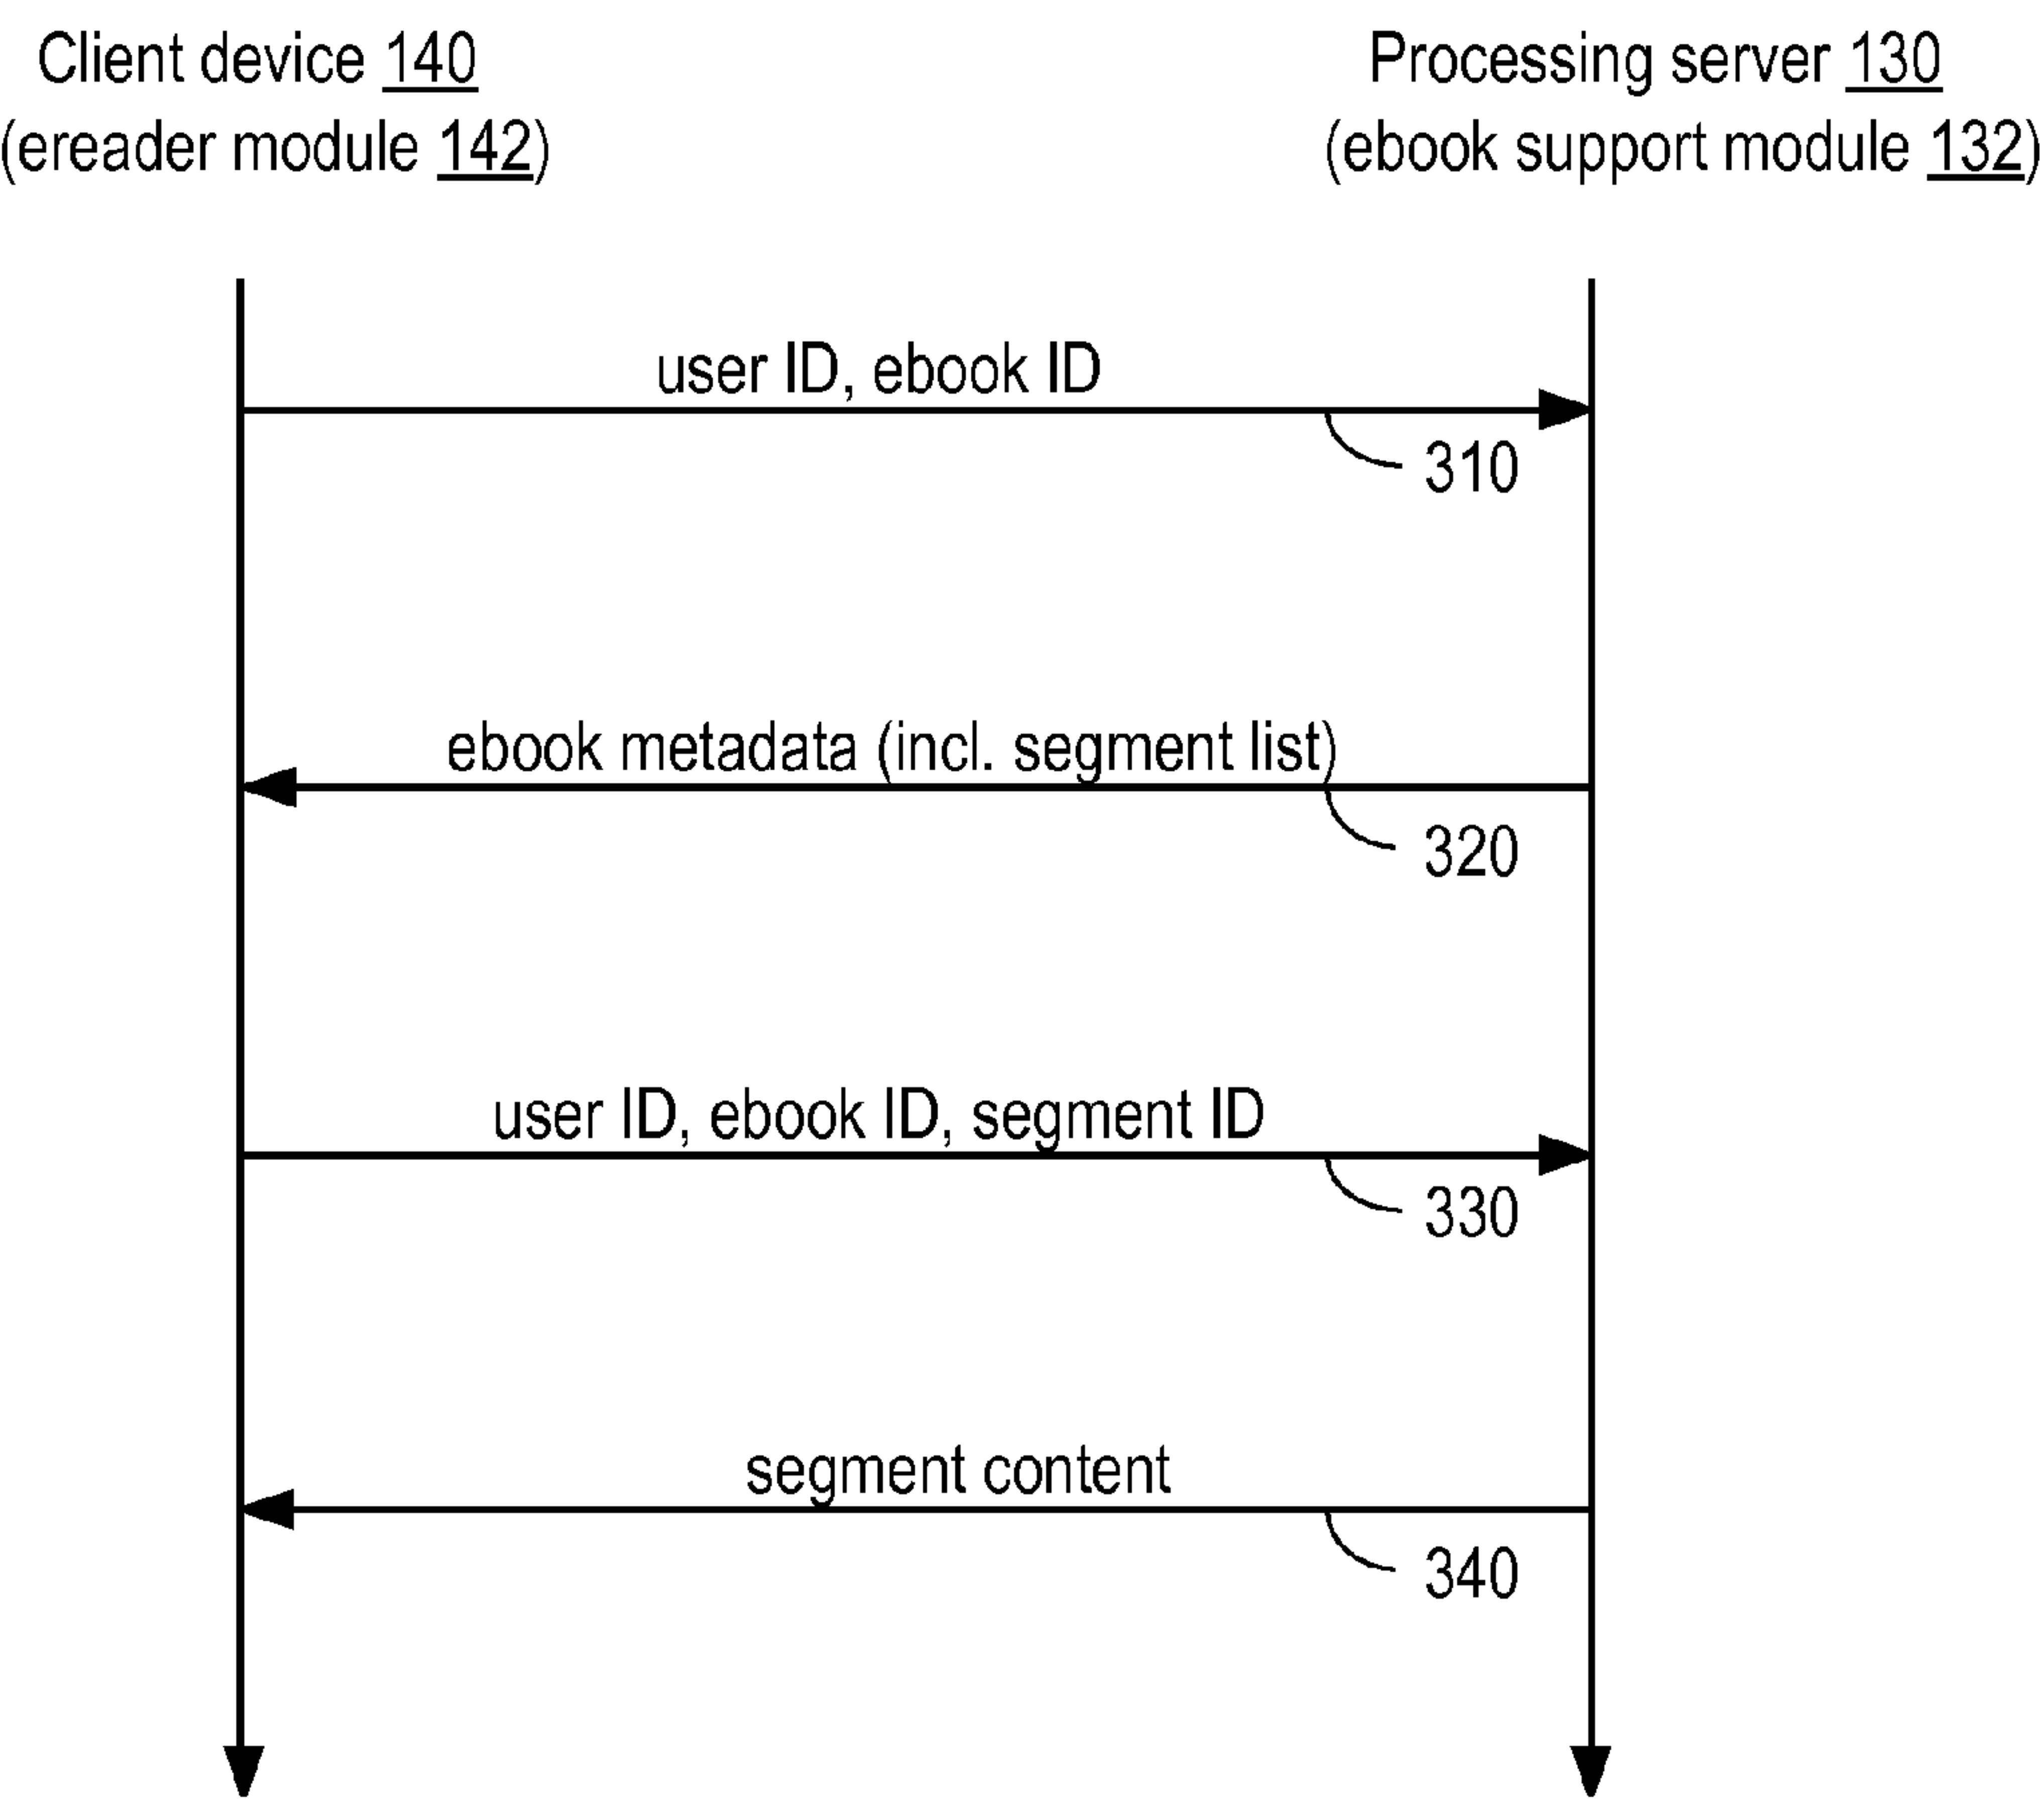 Client device 140
(ereader module 142)
Processing server 130
(ebook support module 132)
user ID, ebook ID
310
ebook metadata (incl. segment list)
320
user ID, ebook ID, segment ID
330
segment content
340